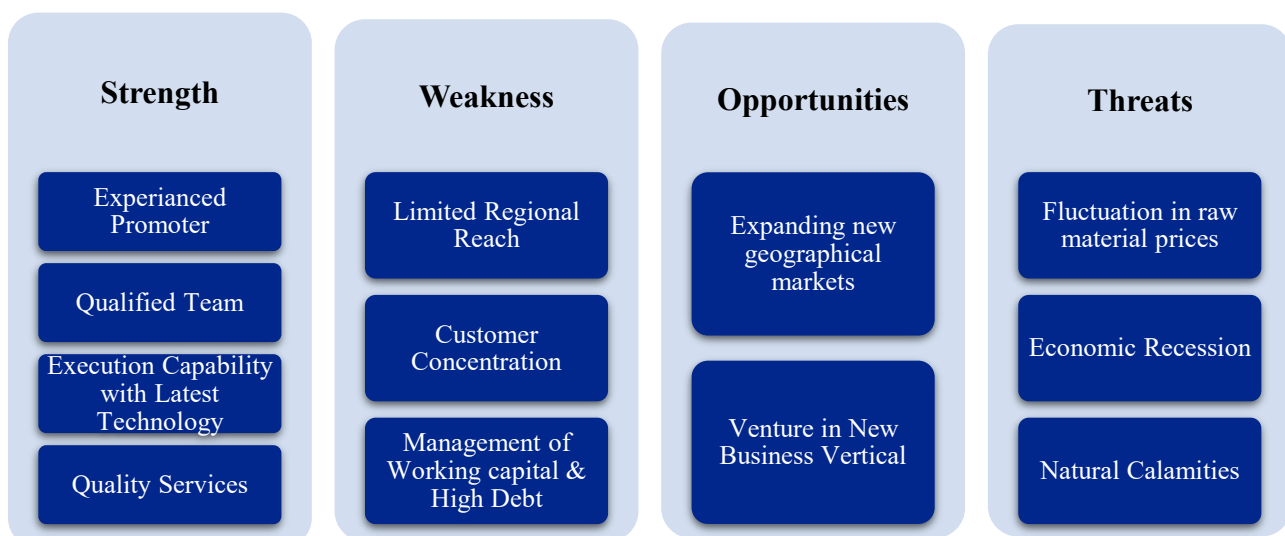 Strength
Experianced
Promoter
Qualified Team
Execution Capability
with Latest
Technology
Quality Services
Weakness
Limited Regional
Reach
Customer
Concentration
Management of
Working capital &
High Debt
Opportunities
Expanding new
geographical
markets
Venture in New
Business Vertical
Threats
Fluctuation in raw
material prices
Economic Recession
Natural Calamities